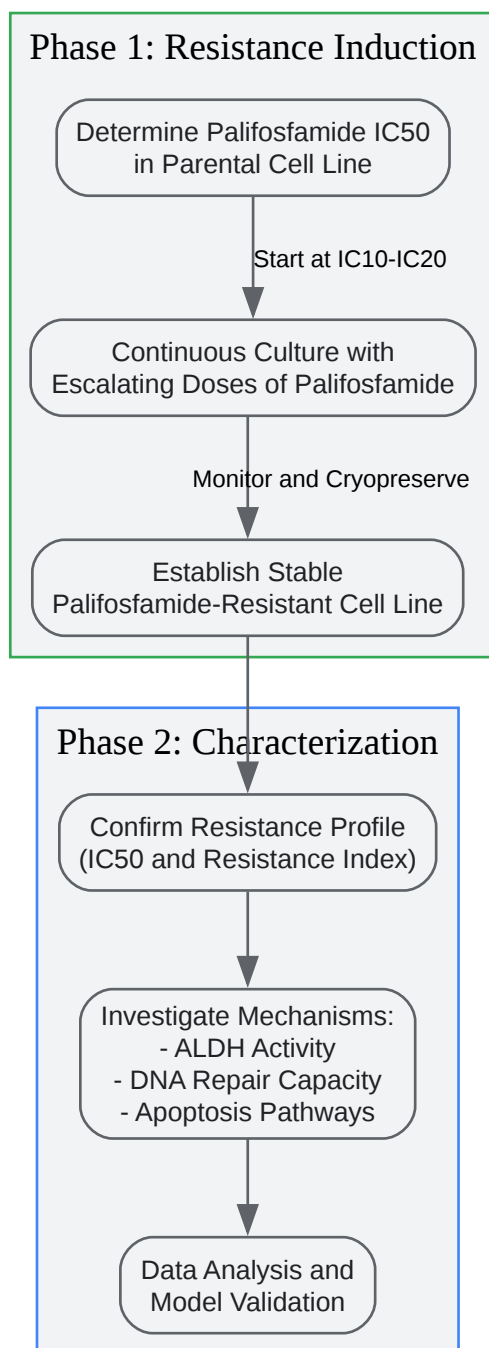 Phase 1: Resistance Induction
Determine Palifosfamide IC50
in Parental Cell Line
Start at IC10-IC20
Continuous Culture with
Escalating Doses of Palifosfamide
Monitor and Cryopreserve
Establish Stable
Palifosfamide-Resistant Cell Line
Phase 2: Characterization
Confirm Resistance Profile
(IC50 and Resistance Index)
Investigate Mechanisms:
- ALDH Activity
- DNA Repair Capacity
- Apoptosis Pathways
Data Analysis and
Model Validation